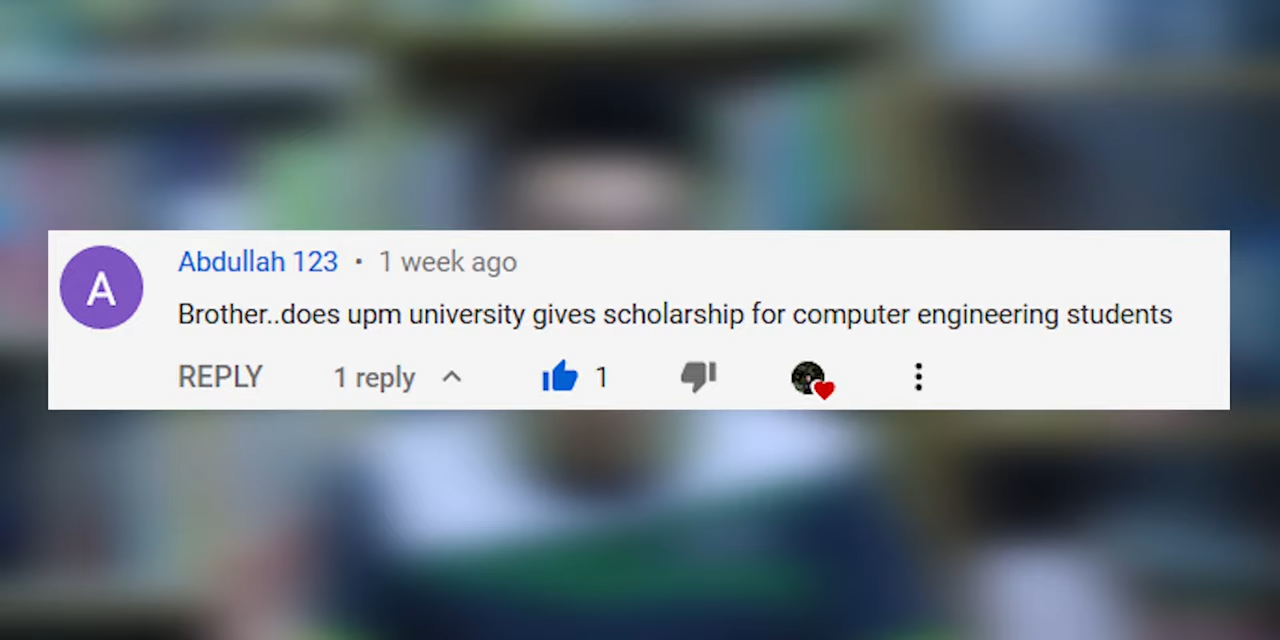 A
Abdullah 123 • 1 week ago
Brother..does upm university gives scholarship for computer engineering students
REPLY 1 reply 1